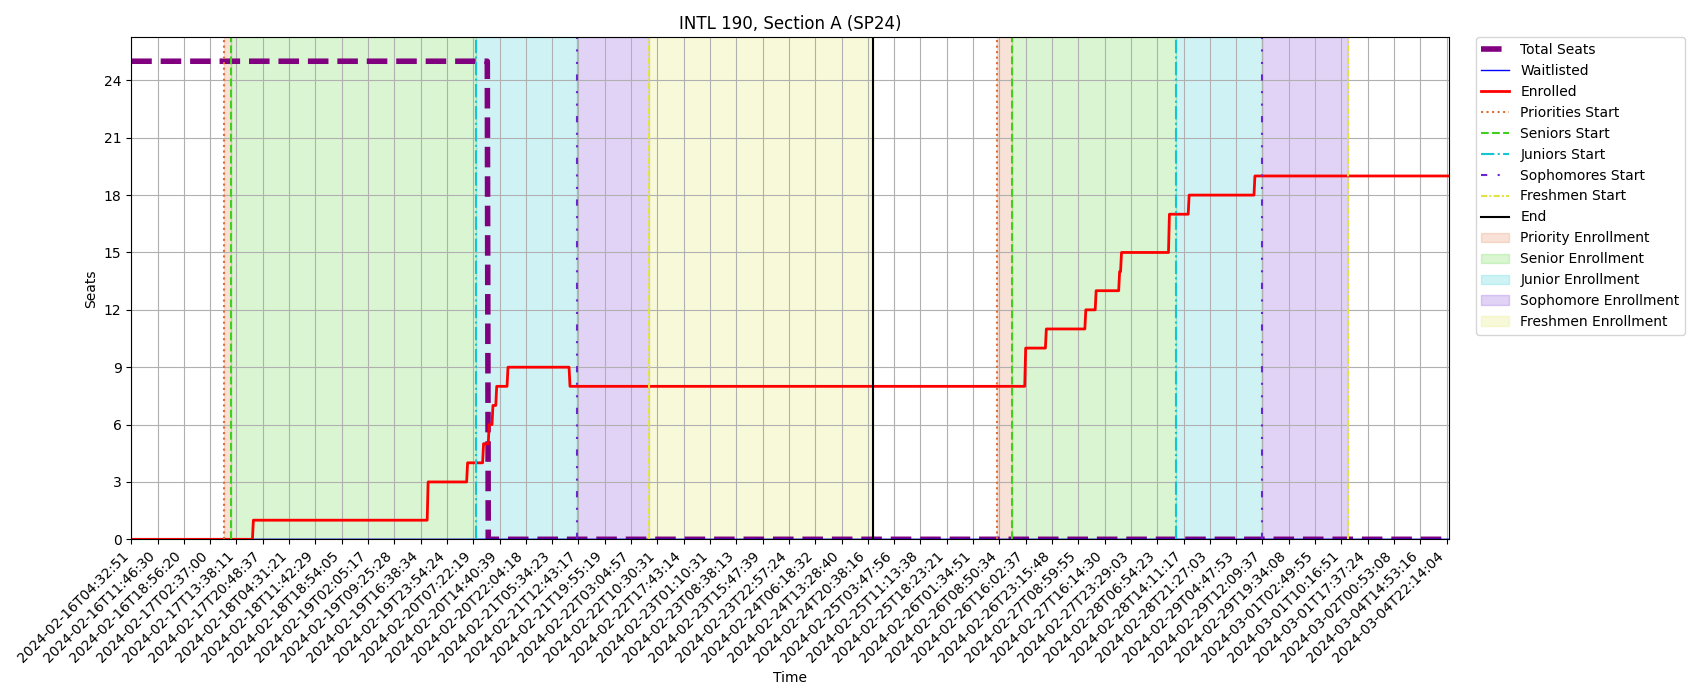 INTL 190, Section A (SP24)
Seats
24
21
18
15
12
9
6
3
0
2024-02-16T04:32:51
2024-02-16T11:46:30
2024-02-16T18:56:20
2024-02-17T02:37:00
2024-02-17T13:38:11
2024-02-17T20:48:37
2024-02-18T04:31:21
2024-02-18T11:42:29
2024-02-18T18:54:05
2024-02-19T02:05:17
2024-02-19T09:25:28
2024-02-19T16:38:34
2024-02-19T23:54:24
2024-02-20T07:22:19
2024-02-20T14:40:39
2024-02-20T22:04:18
2024-02-21T05:34:23
2024-02-21T12:43:17
2024-02-21T19:55:19
2024-02-22T03:04:57
2024-02-22T10:30:31
2024-02-22T17:43:14
2024-02-23T01:10:31
2024-02-23T08:38:13
2024-02-23T15:47:39
2024-02-23T22:57:24
2024-02-24T06:18:32
2024-02-24T13:28:40
2024-02-24T20:38:16
2024-02-25T03:47:56
2024-02-25T11:13:38
2024-02-25T18:23:21
2024-02-26T01:34:51
2024-02-26T08:50:34
2024-02-26T16:02:37
2024-02-26T23:15:48
2024-02-27T08:59:55
2024-02-27T16:14:30
2024-02-27T23:29:03
2024-02-28T06:54:23
2024-02-28T14:11:17
2024-02-28T21:27:03
2024-02-29T04:47:53
2024-02-29T12:09:37
2024-02-29T19:34:08
2024-03-01T02:49:55
2024-03-01T10:16:51
2024-03-01T17:37:24
2024-03-02T00:53:08
2024-03-04T14:53:16
2024-03-04T22:14:04
Time
Total Seats
Waitlisted
Enrolled
Priorities Start
Seniors Start
Juniors Start
Sophomores Start
Freshmen Start
End
Priority Enrollment
Senior Enrollment
Junior Enrollment
Sophomore Enrollment
Freshmen Enrollment